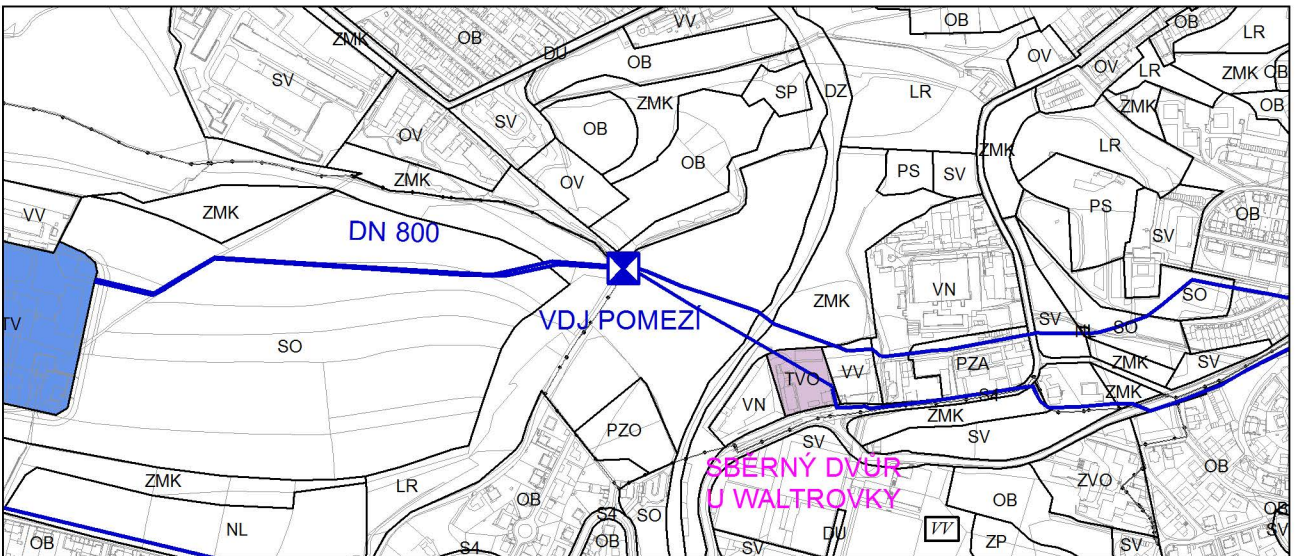 VV
OB
LR
OB
ZMK
OB
DU
OV
OV
LR
ZMK
OB
SV
OB
SP
DZ
LR
ZMK
ZMK
OB
OV
SV
OB
OB
ZMK
LR
ZMK
OV
PS
SV
PS
VV
ZMK
OB
SV
DN 800
VN
SO
ZMK
VDJ POMEZÍ
SV
SO
TV
SO
PZA
ZMK
SV
TVO
VV
S4
ZMK
VN
ZMK
PZO
SV
SV
SBĚRNÝ DVŮR
U WALTROVKY
OB
ZMK
LR
ZVO
OB
OB
NL
S4
SO
OB
DU
VV
OB
SV
OB
S4
OB
SV
ZP
SV